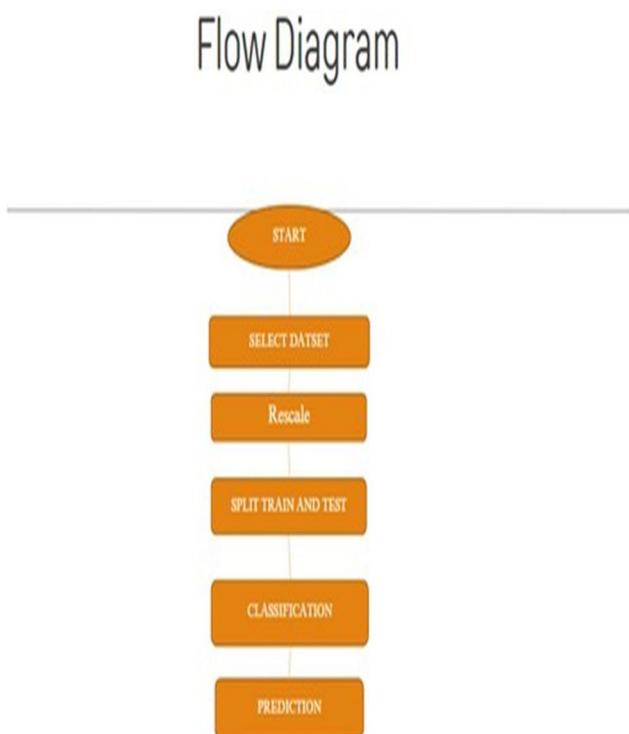 Flow Diagram
START
SELECT DATSET
Rescale
SPLIT TRAIN AND TEST
CLASSIFICATION
PREDICTION